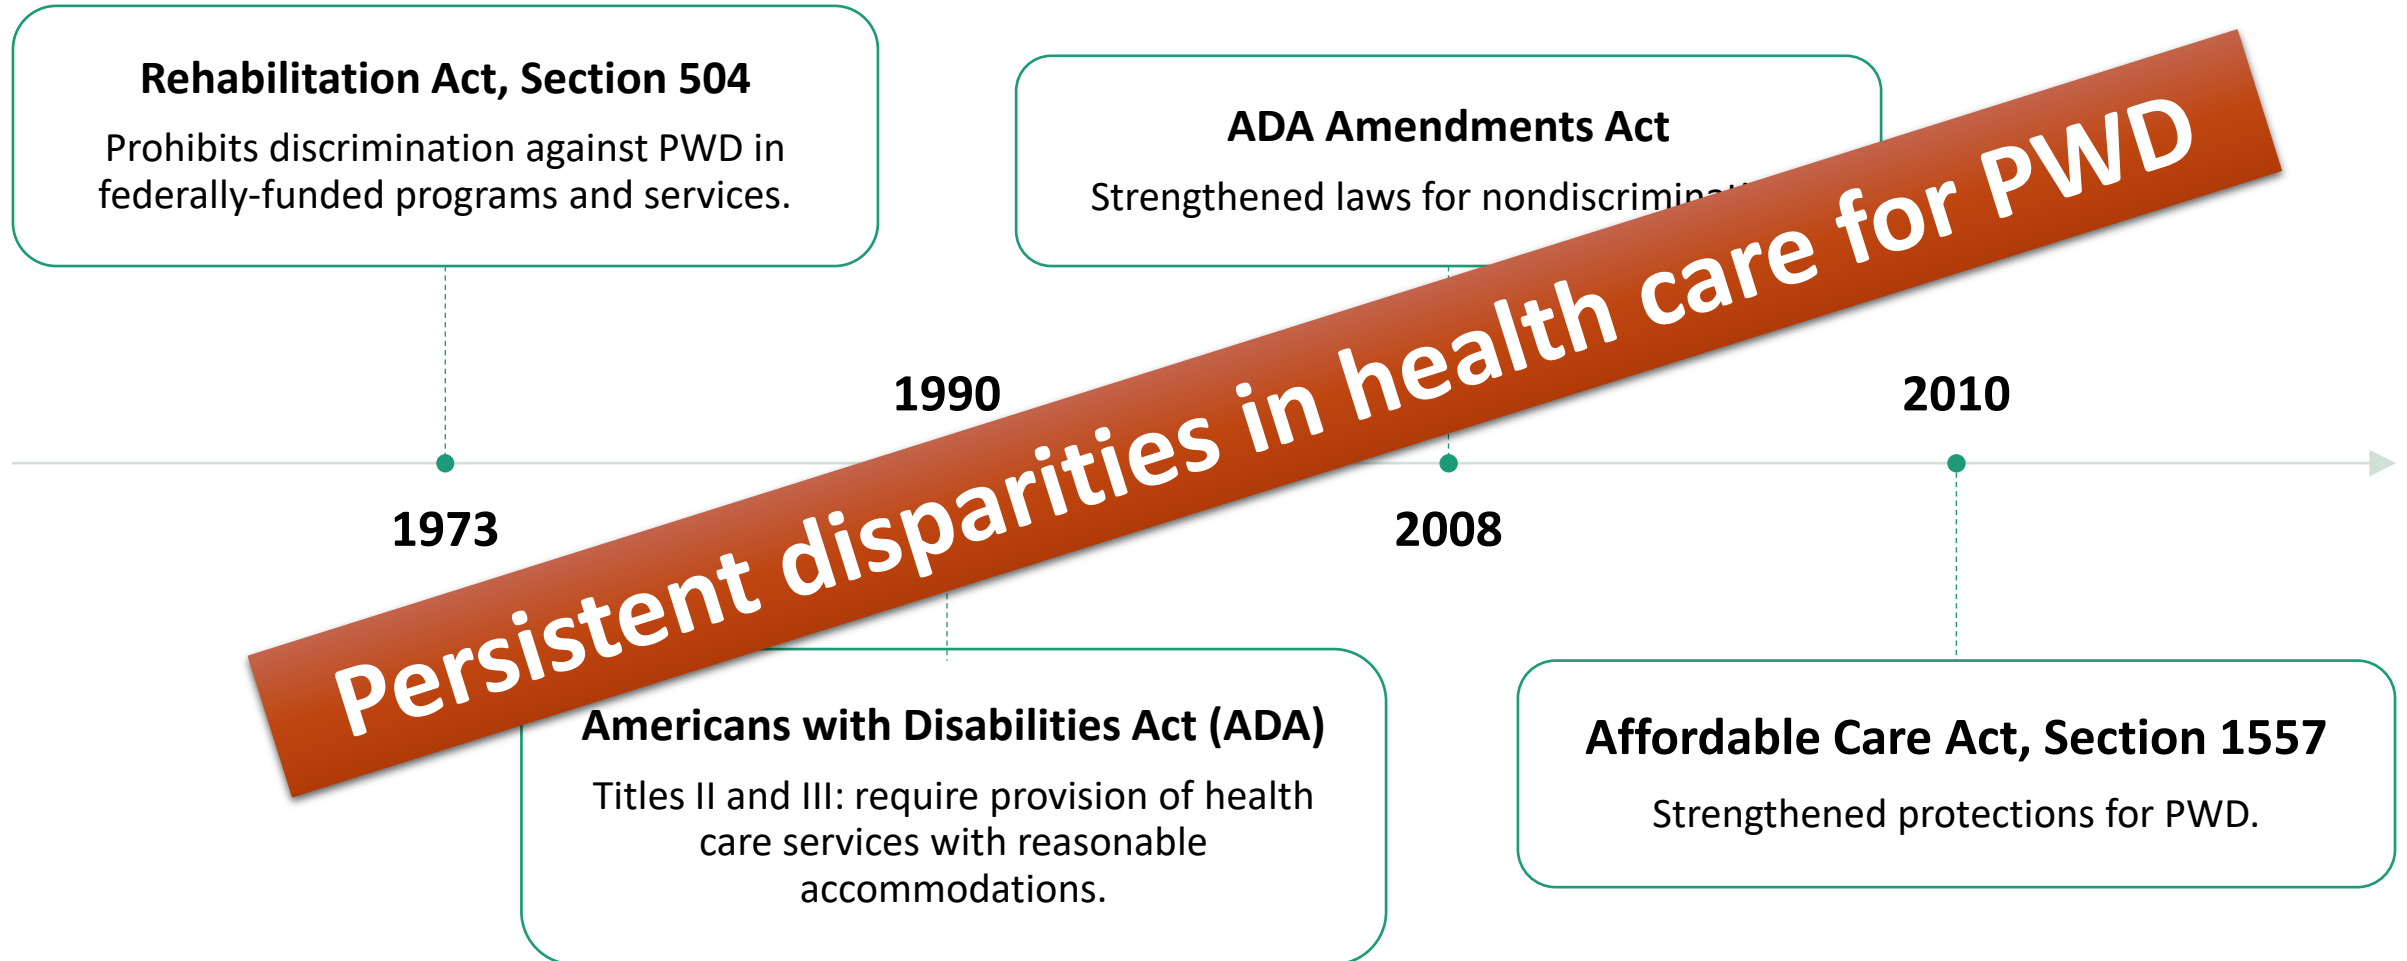 Rehabilitation Act, Section 504
Prohibits discrimination against PWD in
federally-funded programs and services.
1973
1990
Americans with Disabilities Act (ADA)
Titles II and III: require provision of health
care services with reasonable
accommodations.
ADA Amendments Act
Strengthened laws for
2008
2010
Affordable Care Act, Section 1557
Strengthened protections for PWD.
Persistent disparities in health care for PWD